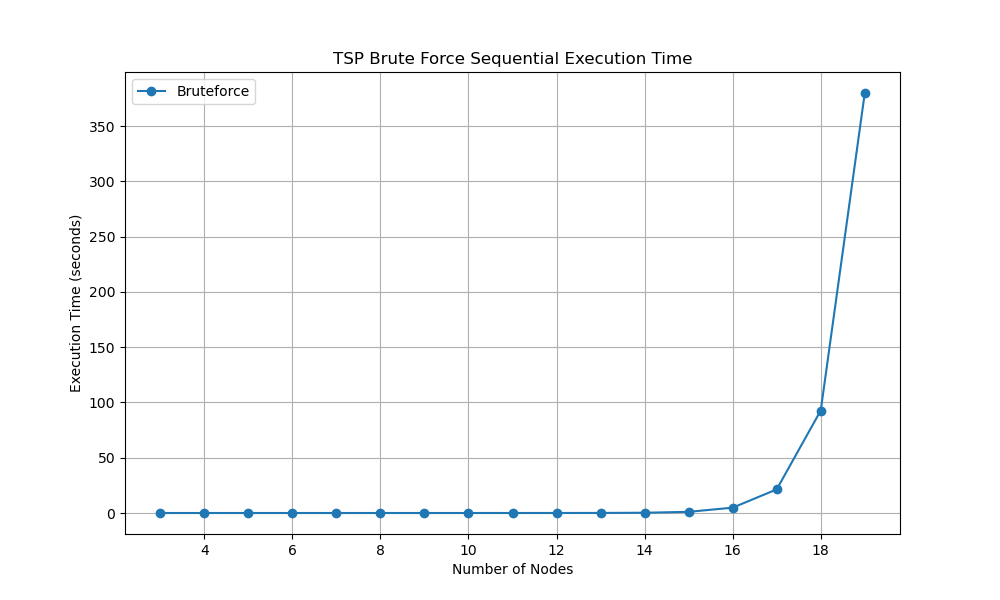 TSP Brute Force Sequential Execution Time
Bruteforce
350
300
250
200
150
100
50
0
Execution Time (seconds)
4 6 8 10 12 14 16 18
Number of Nodes